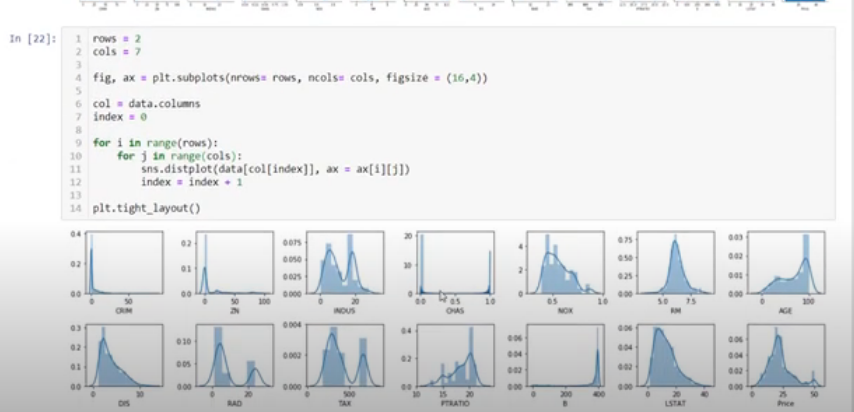 In [22]:
1 rows = 2
2 cols = 7
3
4 fig, ax = plt.subplots(nrows= rows, ncols= cols, figsize = (16,4))
5
6 col = data.columns
7 index = 0
8
9 for i in range(rows):
10 for j in range(cols):
11 sns.distplot(data[col[index]], ax = ax[i][j])
12 index = index + 1
13
14 plt.tight_layout()
0.4 0.2 0.0
0 50
CRIM
0.2 0.1 0.0
0 50 100
ZN
0.075 0.050 0.025 0.000
0 20
INDUS
20 10 0
0.0 0.5 1.0
CHAS
4 2 0
0.5 1.0
NOX
0.75 0.50 0.25 0.00
5.0 7.5
RM
0.03 0.02 0.01 0.00
0 100
AGE
0.3 0.2 0.1 0.0
0 10
DIS
0.10 0.05 0.00
0 20
RAD
0.004 0.002 0.000
0 500
TAX
0.4 0.2 0.0
10 15 20
PTRATIO
0.06 0.04 0.02 0.00
0 200 400
B
0.06 0.04 0.02 0.00
0 20 40
LSTAT
0.06 0.04 0.02 0.00
0 25 50
Price